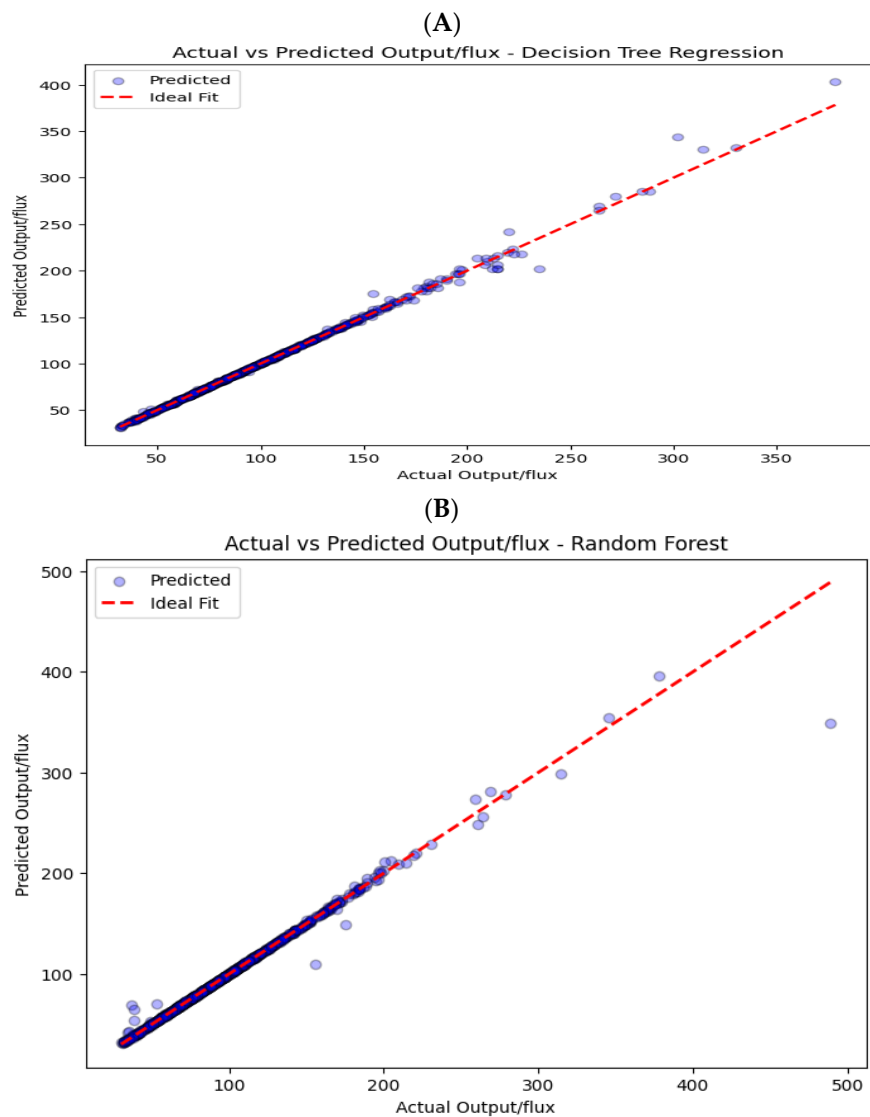 (A)
Actual vs Predicted Output/flux - Decision Tree Regression
Predicted
Ideal Fit
Predicted Output/flux
400
350
300
250
200
150
100
50
50 100 150 200 250 300 350
Actual Output/flux
(B)
Actual vs Predicted Output/flux - Random Forest
Predicted
Ideal Fit
Predicted Output/flux
500
400
300
200
100
100 200 300 400 500
Actual Output/flux